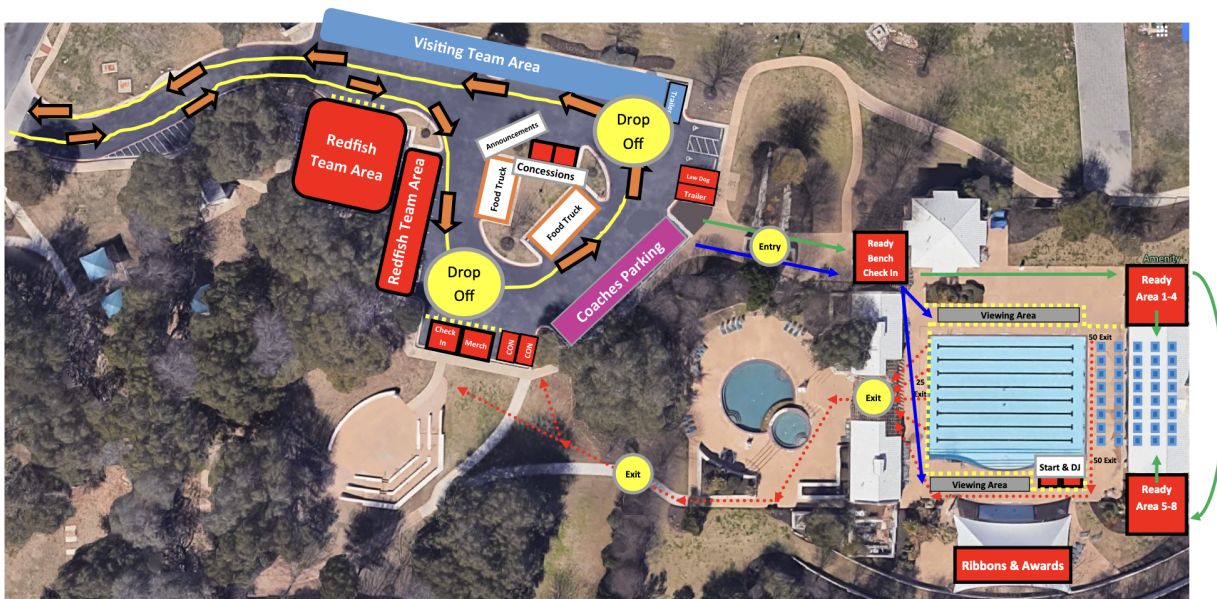 Visiting Team Area
Trailer
Drop
Off
Announcements
Redfish
Team Area
Concessions
Redfish Team Area
Food Truck
Food Truck
Law Dog
Trailer
Drop
Off
Coaches Parking
Entry
Ready
Bench
Check In
Amenity
Ready
Area 1-4
Viewing Area
Check
In
Merch
CON
CON
50 Exit
25
Exit
Exit
50 Exit
Start & DJ
Exit
Viewing Area
Ready
Area 5-8
Ribbons & Awards